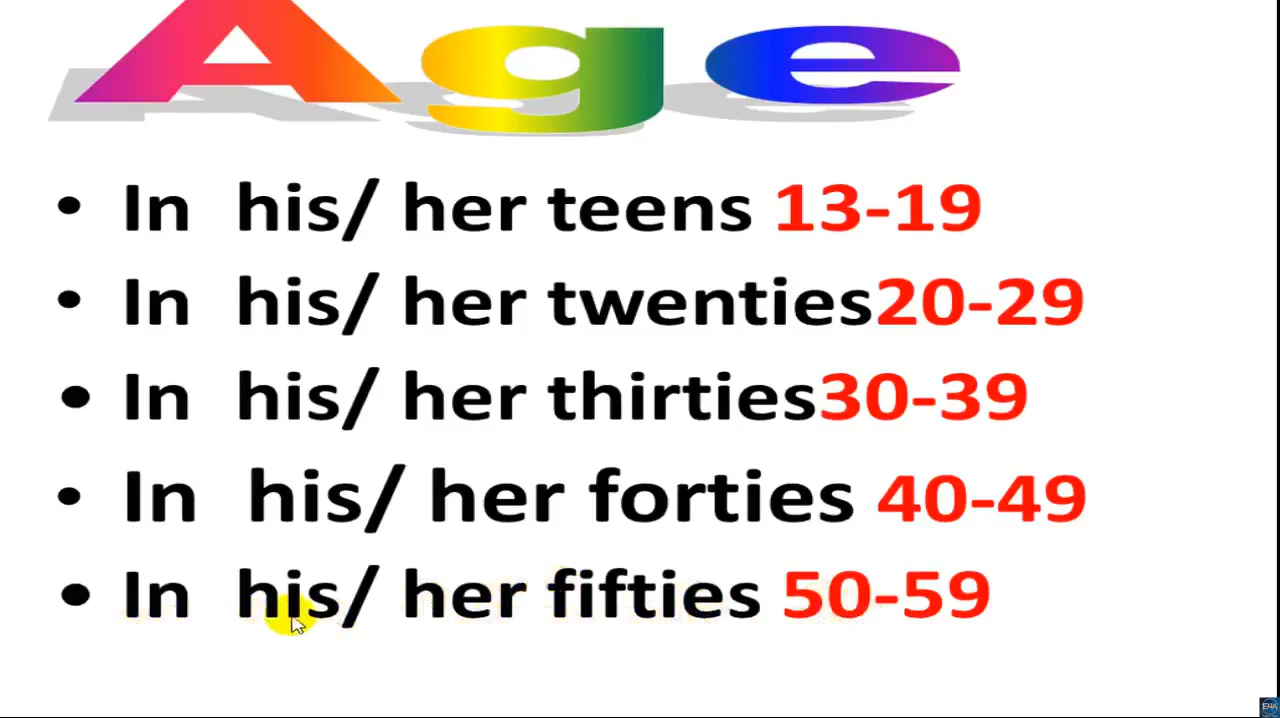 Age
• In his/ her teens 13-19
• In his/ her twenties20-29
• In his/ her thirties30-39
• In his/ her forties 40-49
• In his/ her fifties 50-59
E4A